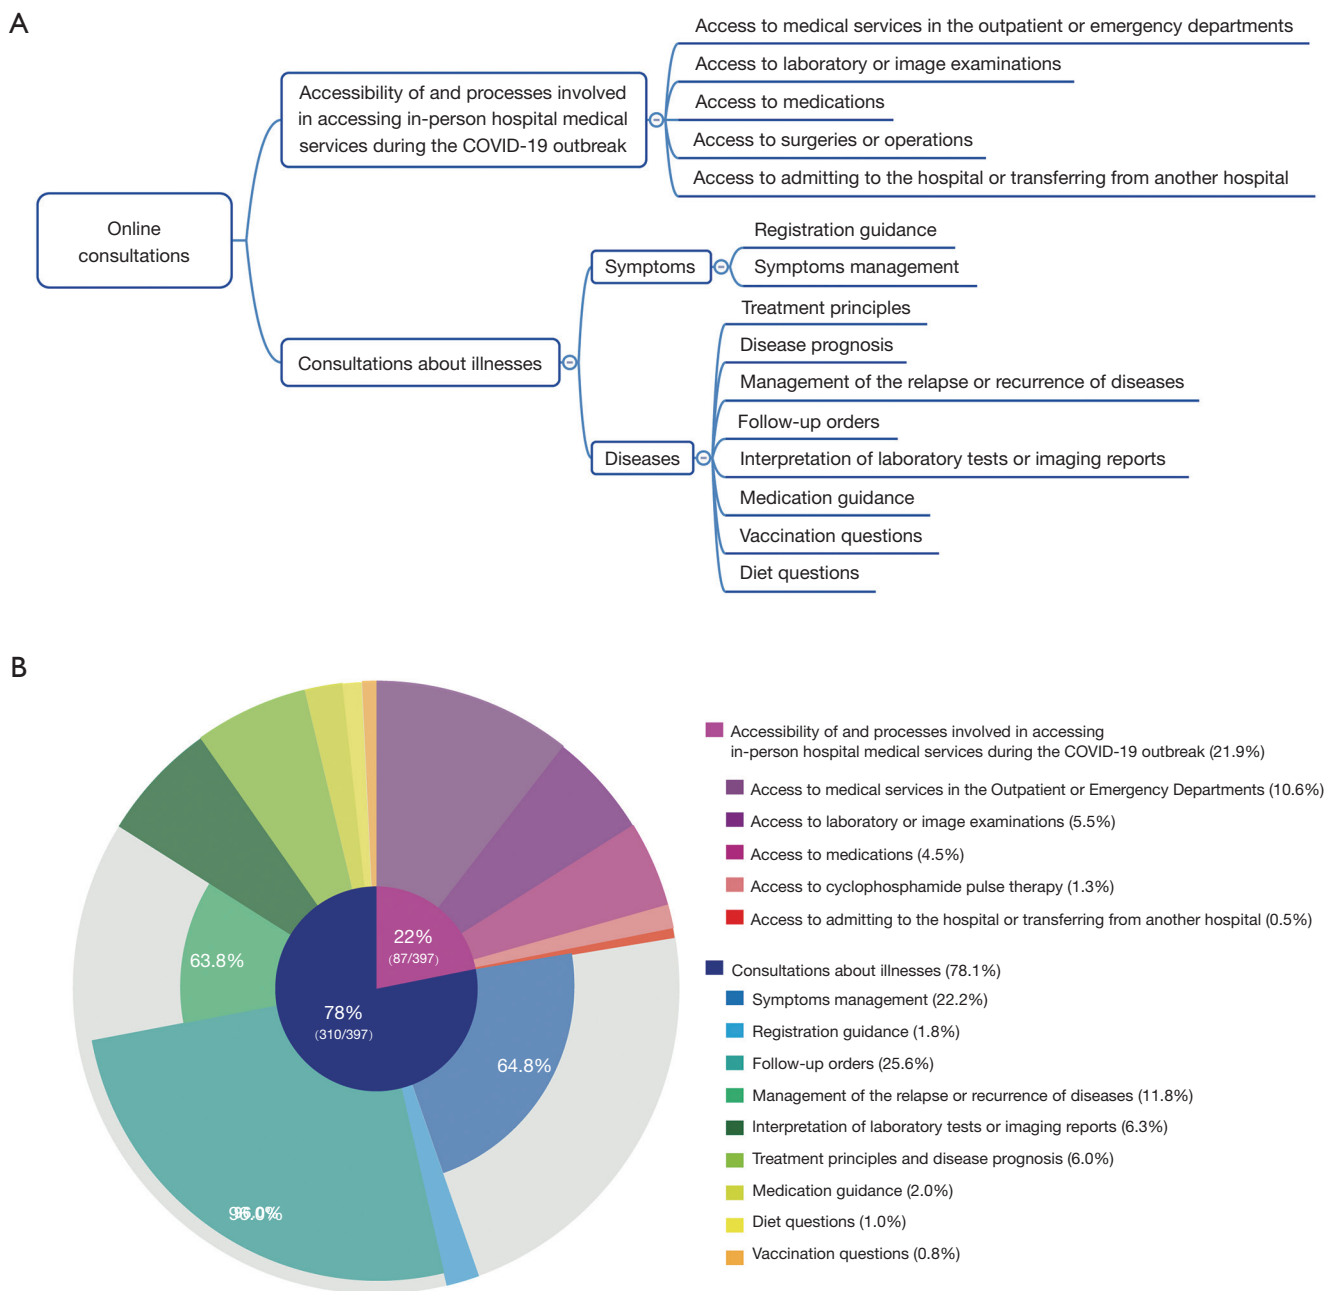 A
Access to medical services in the outpatient or emergency departments
Access to laboratory or image examinations
Access to medications
Access to surgeries or operations
Access to admitting to the hospital or transferring from another hospital
Accessibility of and processes involved
in accessing in-person hospital medical
services during the COVID-19 outbreak
Online
consultations
Registration guidance
Symptoms
Symptoms management
Consultations about illnesses
Treatment principles
Disease prognosis
Management of the relapse or recurrence of diseases
Follow-up orders
Diseases
Interpretation of laboratory tests or imaging reports
Medication guidance
Vaccination questions
Diet questions
B
22%
(87/397)
78%
(310/397)
63.8%
64.8%
96.0%
Accessibility of and processes involved in accessing
in-person hospital medical services during the COVID-19 outbreak (21.9%)
Access to medical services in the Outpatient or Emergency Departments (10.6%)
Access to laboratory or image examinations (5.5%)
Access to medications (4.5%)
Access to cyclophosphamide pulse therapy (1.3%)
Access to admitting to the hospital or transferring from another hospital (0.5%)
Consultations about illnesses (78.1%)
Symptoms management (22.2%)
Registration guidance (1.8%)
Follow-up orders (25.6%)
Management of the relapse or recurrence of diseases (11.8%)
Interpretation of laboratory tests or imaging reports (6.3%)
Treatment principles and disease prognosis (6.0%)
Medication guidance (2.0%)
Diet questions (1.0%)
Vaccination questions (0.8%)